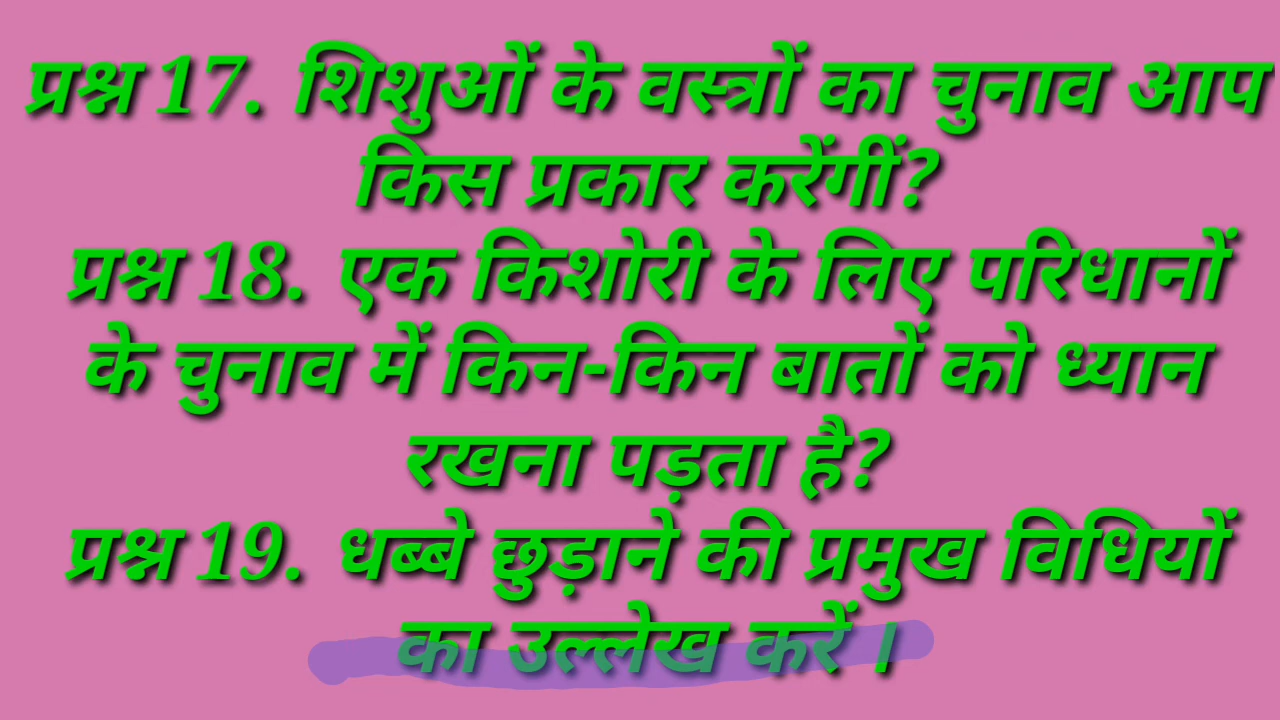 प्रश्न 17. शिशुओं के वस्त्रों का चुनाव आप
किस प्रकार करेंगीं?
प्रश्न 18. एक किशोरी के लिए परिधानों
के चुनाव में किन-किन बातों को ध्यान
रखना पड़ता है?
प्रश्न 19. धब्बे छुड़ाने की प्रमुख विधियों
का उल्लेख करें ।